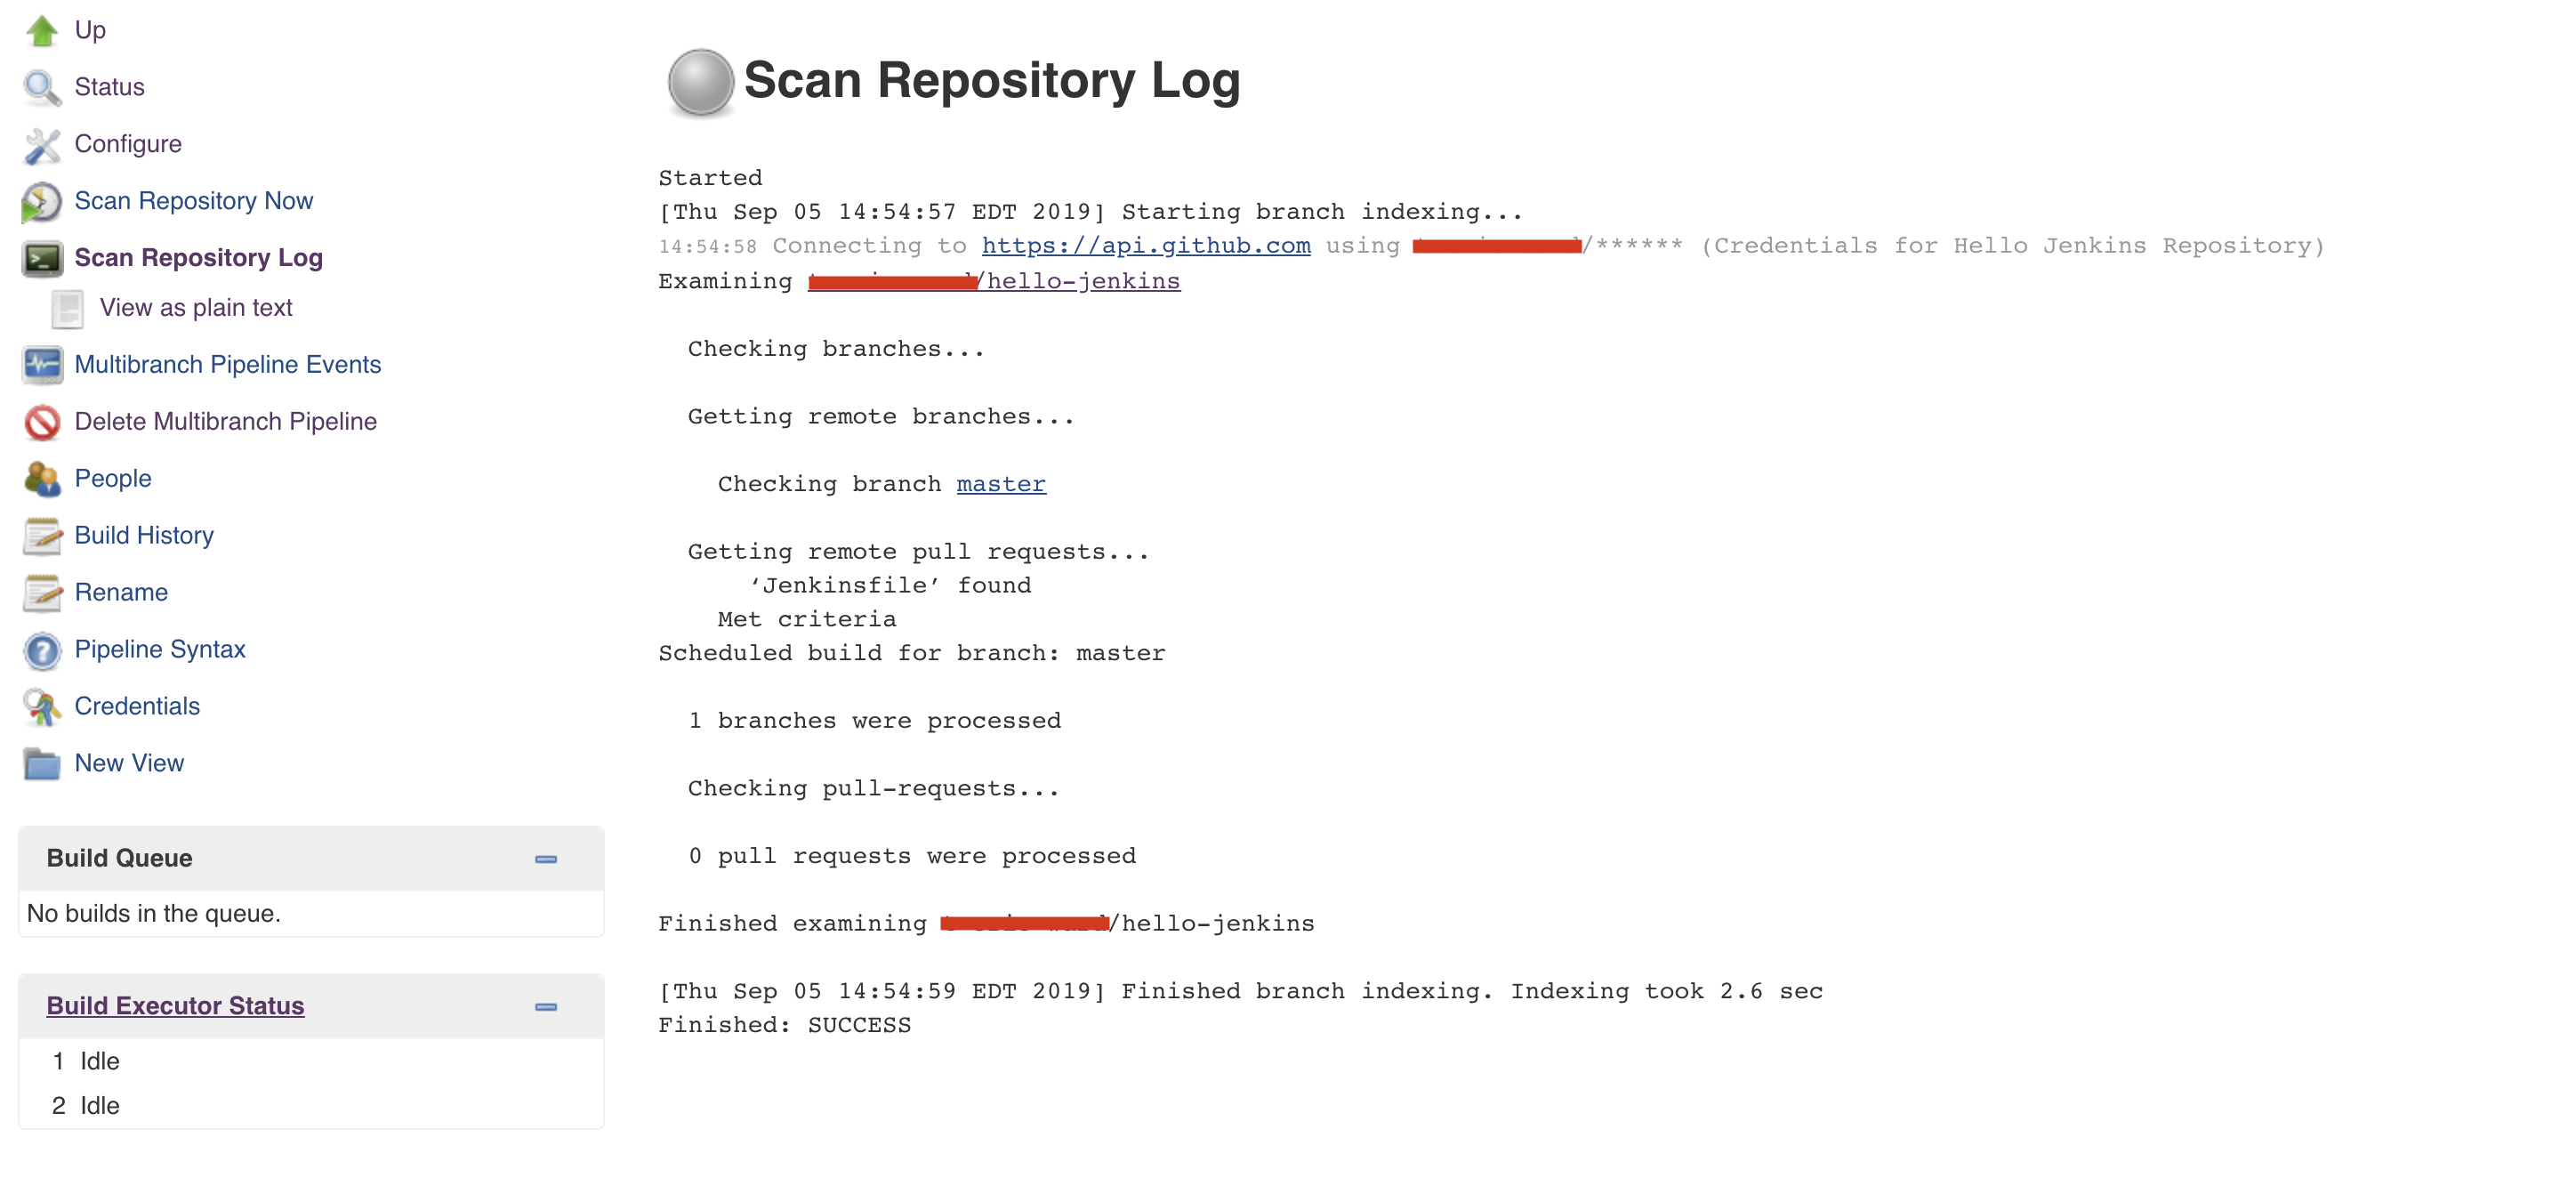 Up
Status
Configure
Scan Repository Now
Scan Repository Log
View as plain text
Multibranch Pipeline Events
Delete Multibranch Pipeline
People
Build History
Rename
Pipeline Syntax
Credentials
New View
Build Queue
No builds in the queue.
Build Executor Status
1 Idle
2 Idle
Scan Repository Log
Started
[Thu Sep 05 14:54:57 EDT 2019] Starting branch indexing...
14:54:58 Connecting to https://api.github.com using /****** (Credentials for Hello Jenkins Repository)
Examining /hello-jenkins
Checking branches...
Getting remote branches...
Checking branch master
Getting remote pull requests...
‘Jenkinsfile’ found
Met criteria
Scheduled build for branch: master
1 branches were processed
Checking pull-requests...
0 pull requests were processed
Finished examining /hello-jenkins
[Thu Sep 05 14:54:59 EDT 2019] Finished branch indexing. Indexing took 2.6 sec
Finished: SUCCESS